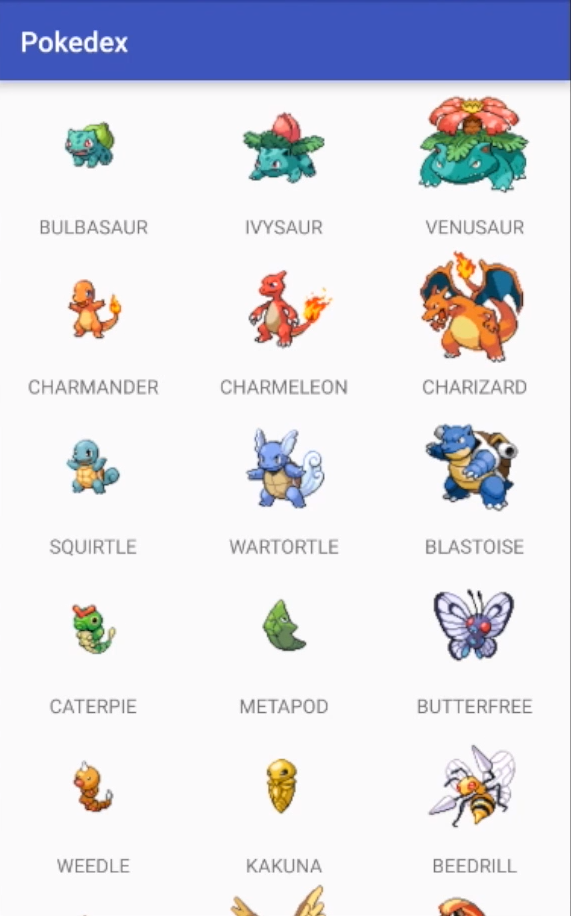 Pokedex
BULBASAUR IVYSAUR VENUSAUR
CHARMANDER CHARMELEON CHARIZARD
SQUIRTLE WARTORTLE BLASTOISE
CATERPIE METAPOD BUTTERFREE
WEEDLE KAKUNA BEEDRILL